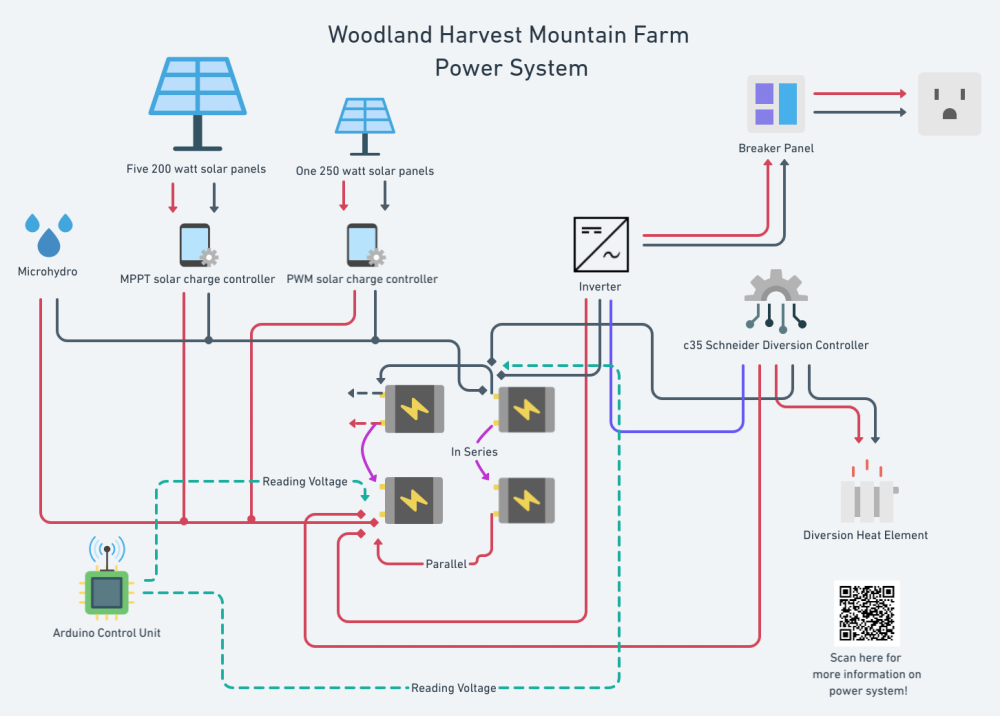 Woodland Harvest Mountain Farm
Power System
Five 200 watt solar panels
One 250 watt solar panels
Breaker Panel
Microhydro
MPPT solar charge controller
PWM solar charge controller
Inverter
c35 Schneider Diversion Controller
In Series
Reading Voltage
Diversion Heat Element
Parallel
Arduino Control Unit
Scan here for
more information on
power system!
Reading Voltage